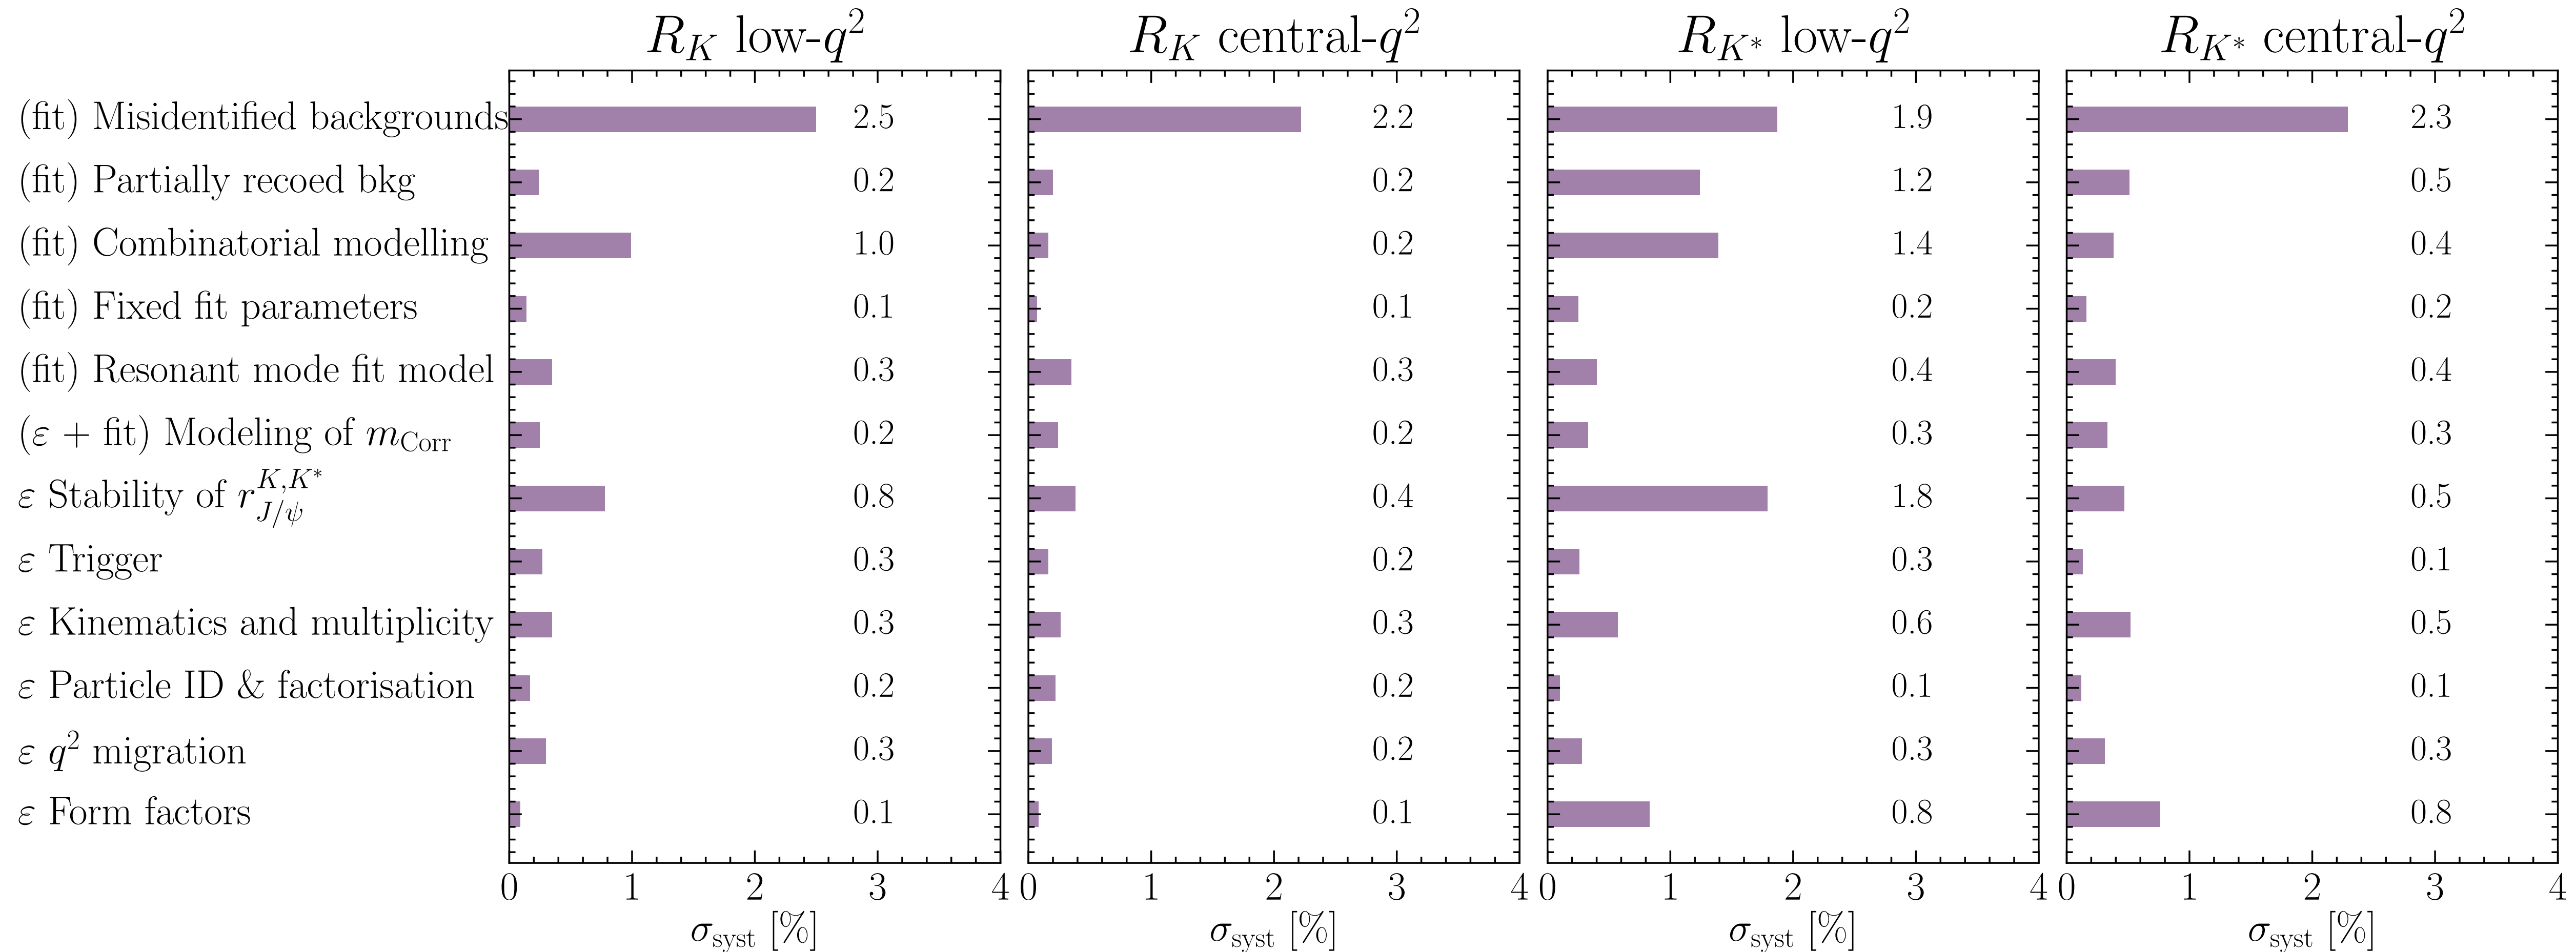 R_K low-q² R_K central-q² R_{K*} low-q² R_{K*} central-q²
(fit) Misidentified backgrounds 2.5 2.2 1.9 2.3
(fit) Partially recoed bkg 0.2 0.2 1.2 0.5
(fit) Combinatorial modelling 1.0 0.2 1.4 0.4
(fit) Fixed fit parameters 0.1 0.1 0.2 0.2
(fit) Resonant mode fit model 0.3 0.3 0.4 0.4
(ε + fit) Modeling of m_Corr 0.2 0.2 0.3 0.3
ε Stability of r_{J/ψ}^{K,K*} 0.8 0.4 1.8 0.5
ε Trigger 0.3 0.2 0.3 0.1
ε Kinematics and multiplicity 0.3 0.3 0.6 0.5
ε Particle ID & factorisation 0.2 0.2 0.1 0.1
ε q² migration 0.3 0.2 0.3 0.3
ε Form factors 0.1 0.1 0.8 0.8
0 1 2 3 4 0 1 2 3 4 0 1 2 3 4 0 1 2 3 4
σ_syst [%] σ_syst [%] σ_syst [%] σ_syst [%]